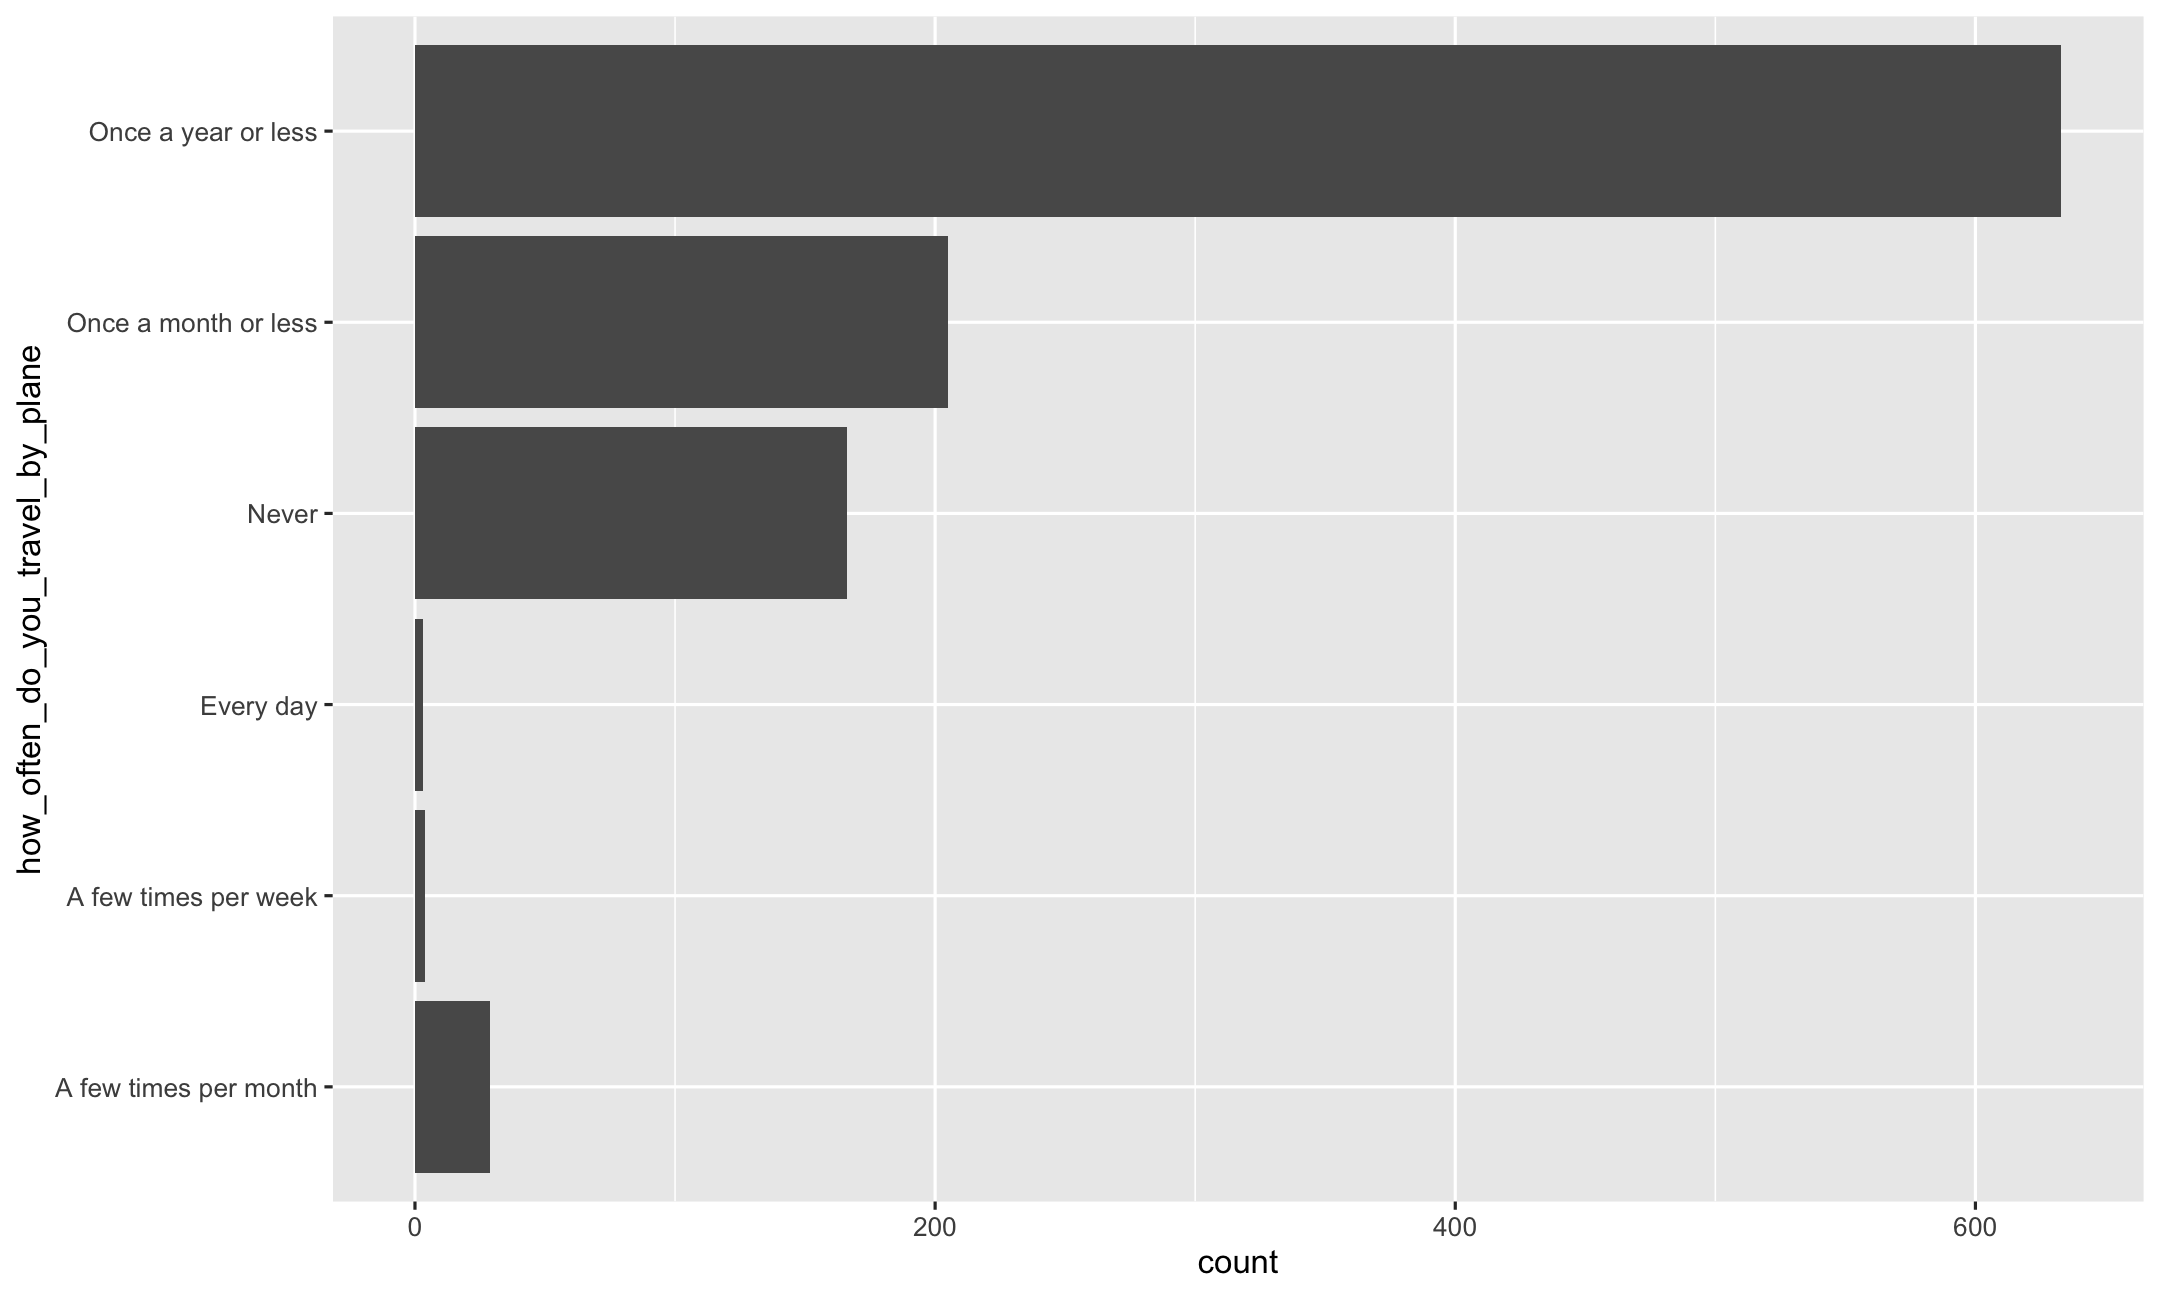 Once a year or less
Once a month or less
Never
Every day
A few times per week
A few times per month
how_often_do_you_travel_by_plane
0 200 400 600
count